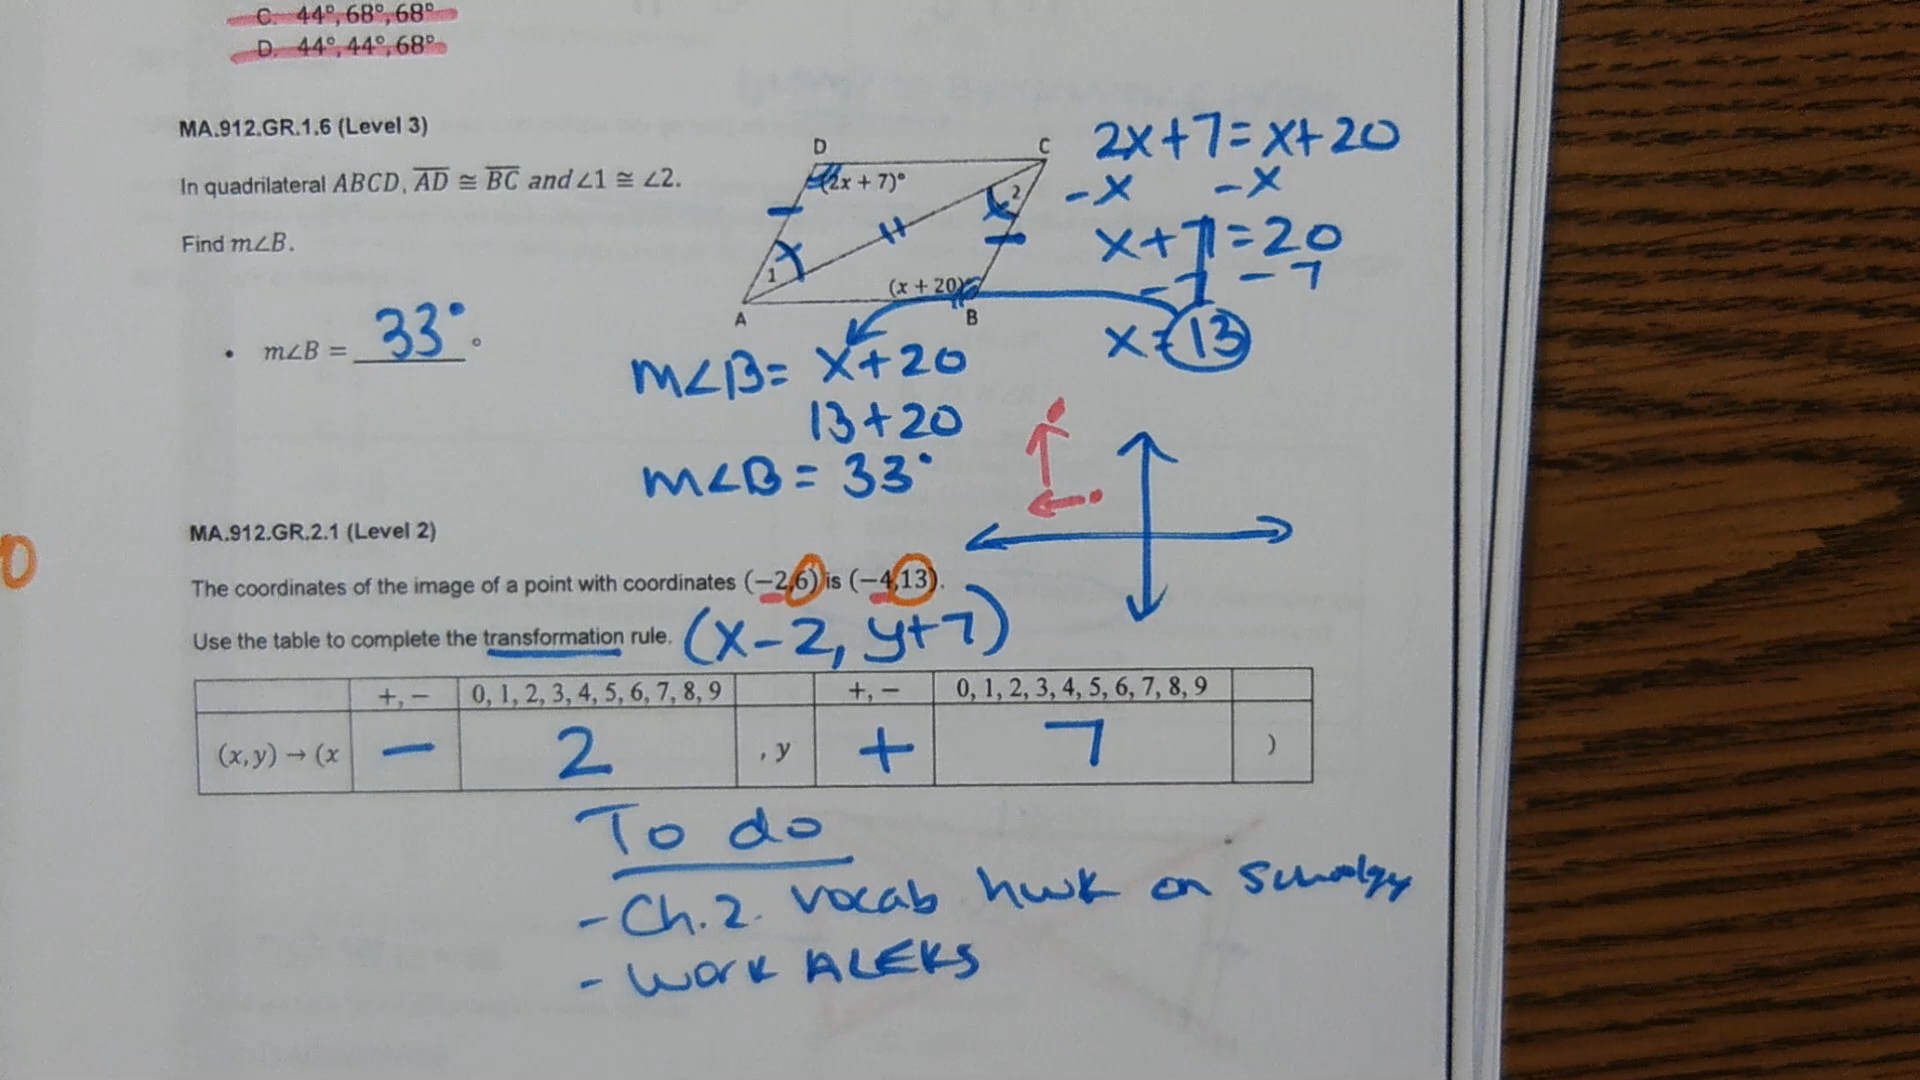 C. 44°, 68°, 68°
D. 44°, 44°, 68°
MA.912.GR.1.6 (Level 3)
In quadrilateral ABCD, AD ≅ BC and ∠1 ≅ ∠2.
Find m∠B.
• m∠B = 33° °
D
C
(2x + 7)°
2
1
(x + 20)
A
B
2x+7=x+20
-x -x
x+7=20
-7 -7
x=13
m∠B= x+20
13+20
m∠B = 33°
MA.912.GR.2.1 (Level 2)
The coordinates of the image of a point with coordinates (−2,6) is (−4,13).
Use the table to complete the transformation rule. (x-2, y+7)
+, − 0, 1, 2, 3, 4, 5, 6, 7, 8, 9 +, − 0, 1, 2, 3, 4, 5, 6, 7, 8, 9
(x, y) → (x − 2 , y + 7 )
To do
- Ch. 2. vocab hwk on Schoology
- work ALEKS